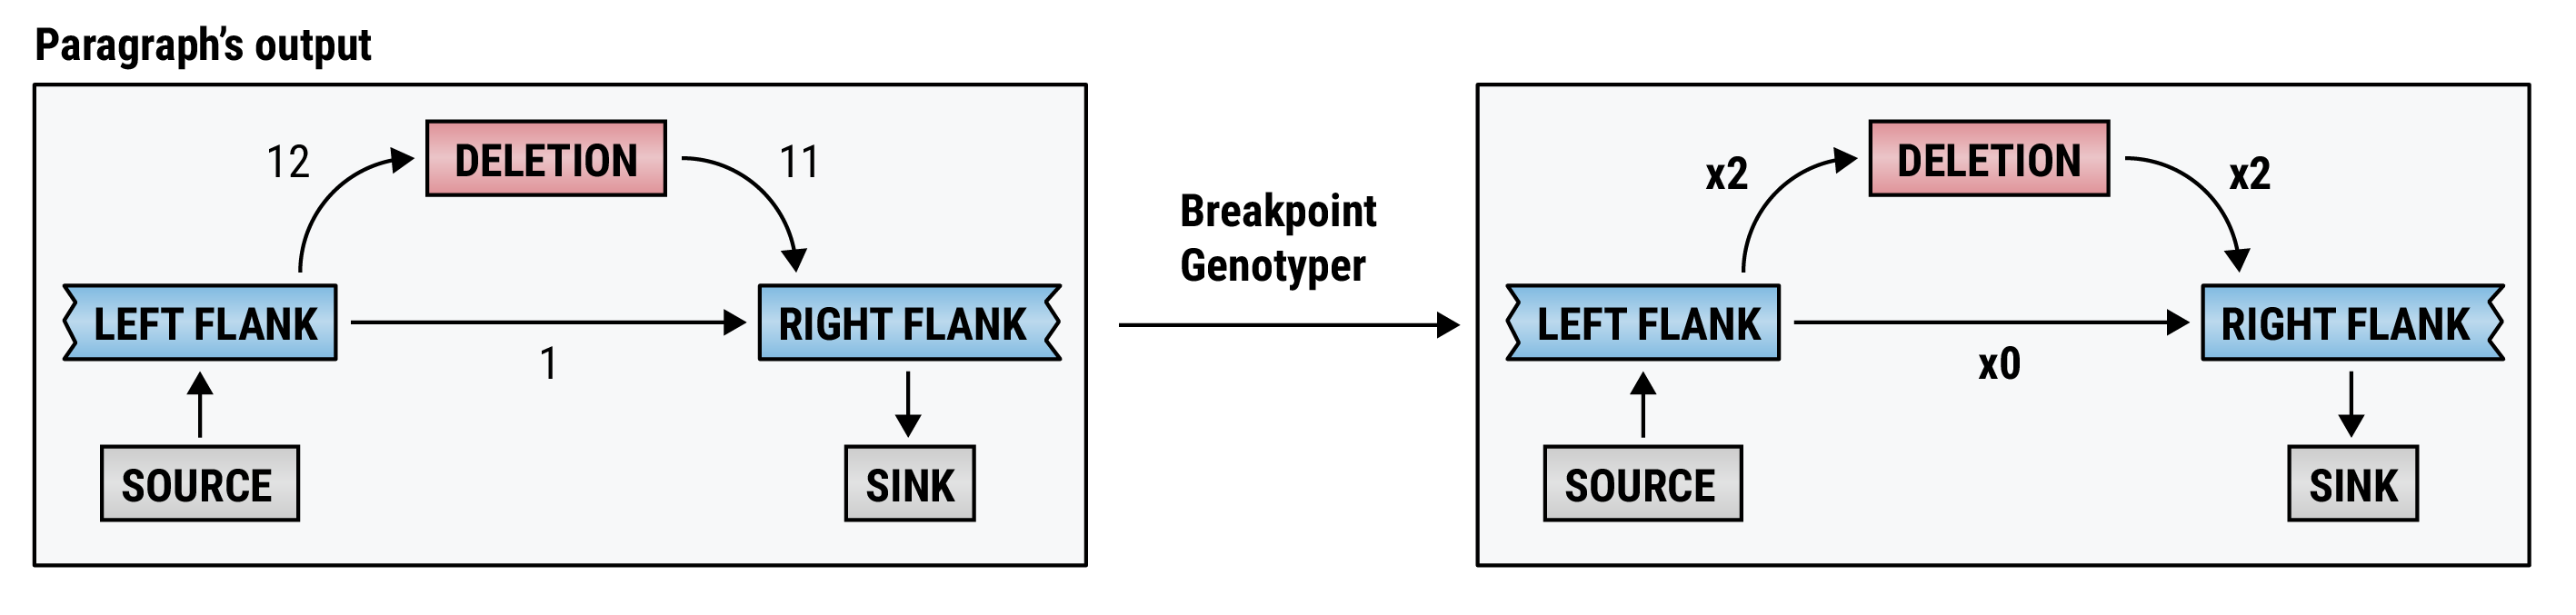 Paragraph's output
12
DELETION
11
LEFT FLANK
RIGHT FLANK
1
SOURCE
SINK
Breakpoint
Genotyper
x2
DELETION
x2
LEFT FLANK
RIGHT FLANK
x0
SOURCE
SINK